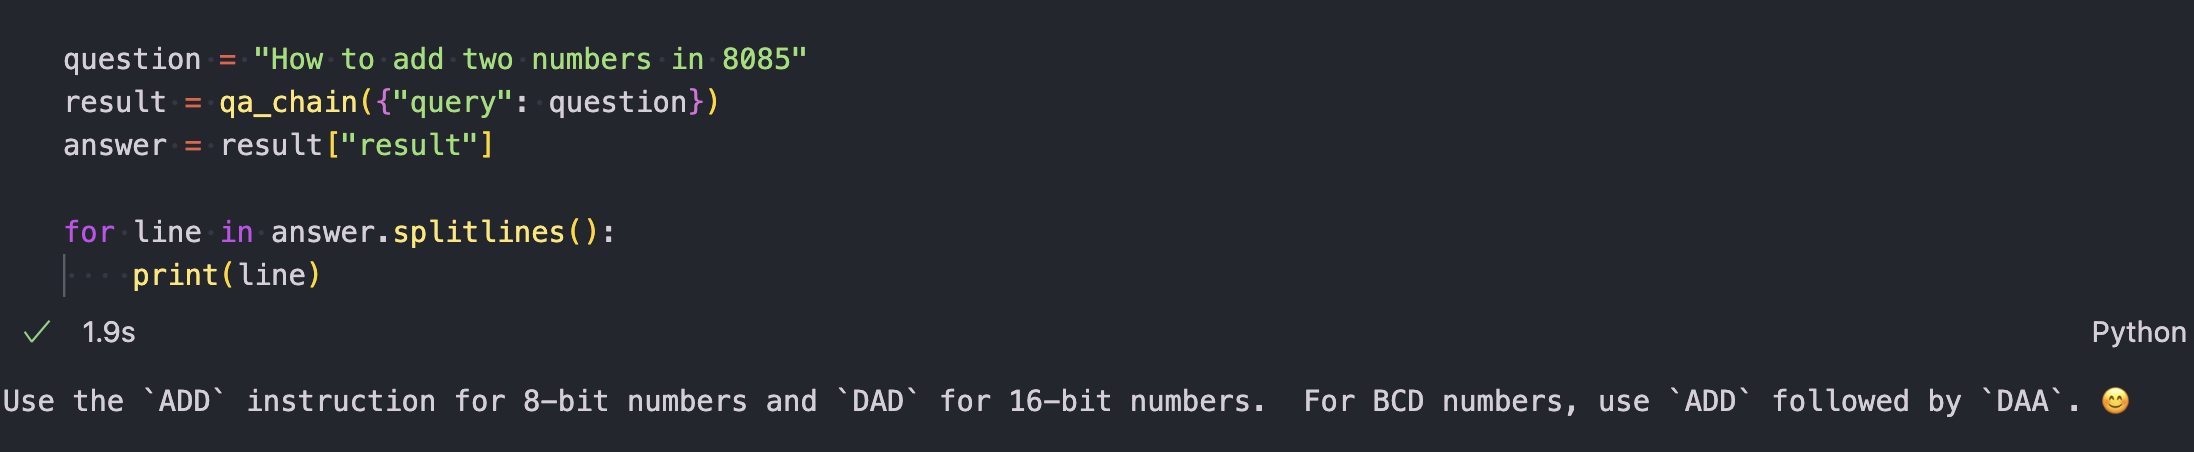 question = "How to add two numbers in 8085"
result = qa_chain({"query": question})
answer = result["result"]
for line in answer.splitlines():
    print(line)
✓ 1.9s Python
Use the `ADD` instruction for 8-bit numbers and `DAD` for 16-bit numbers.  For BCD numbers, use `ADD` followed by `DAA`. 😊